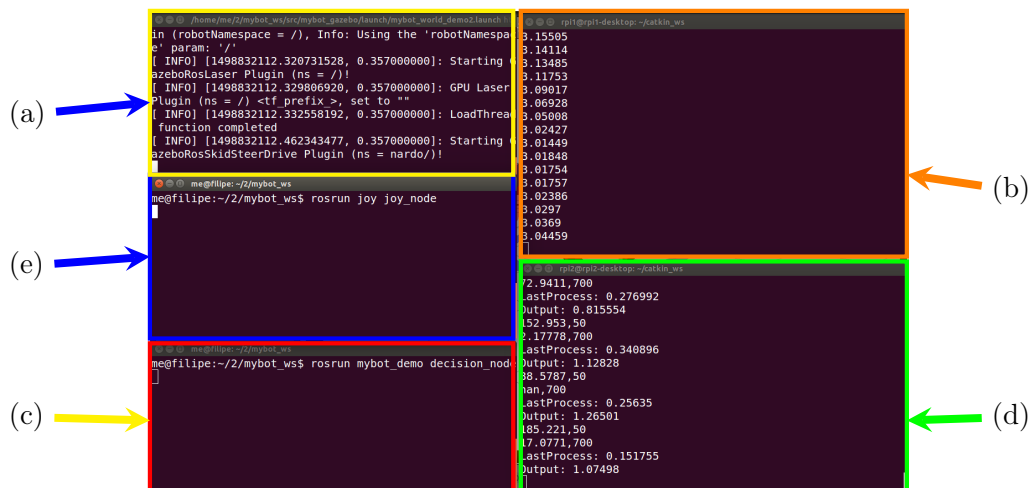 (a)
/home/me/2/mybot_ws/src/mybot_gazebo/launch/mybot_world_demo2.launch
in (robotNamespace = /), Info: Using the 'robotNamespac
e' param: '/'
[ INFO] [1498832112.320731528, 0.357000000]: Starting G
azeboRosLaser Plugin (ns = /)!
[ INFO] [1498832112.329806920, 0.357000000]: GPU Laser
Plugin (ns = /) <tf_prefix_>, set to ""
[ INFO] [1498832112.332558192, 0.357000000]: LoadThread
function completed
[ INFO] [1498832112.462343477, 0.357000000]: Starting G
azeboRosSkidSteerDrive Plugin (ns = nardo/)!
(b)
rpi1@rpi1-desktop: ~/catkin_ws
3.15505
3.14114
3.13485
3.11753
3.09017
3.06928
3.05008
3.02427
3.01449
3.01848
3.01754
3.01757
3.02386
3.0297
3.0369
3.04459
(e)
me@filipe: ~/2/mybot_ws
me@filipe:~/2/mybot_ws$ rosrun joy joy_node
(c)
me@filipe: ~/2/mybot_ws
me@filipe:~/2/mybot_ws$ rosrun mybot_demo decision_node
(d)
rpi2@rpi2-desktop: ~/catkin_ws
72.9411,700
LastProcess: 0.276992
Output: 0.815554
152.953,50
2.17778,700
LastProcess: 0.340896
Output: 1.12828
38.5787,50
nan,700
LastProcess: 0.25635
Output: 1.26501
185.221,50
17.0771,700
LastProcess: 0.151755
Output: 1.07498